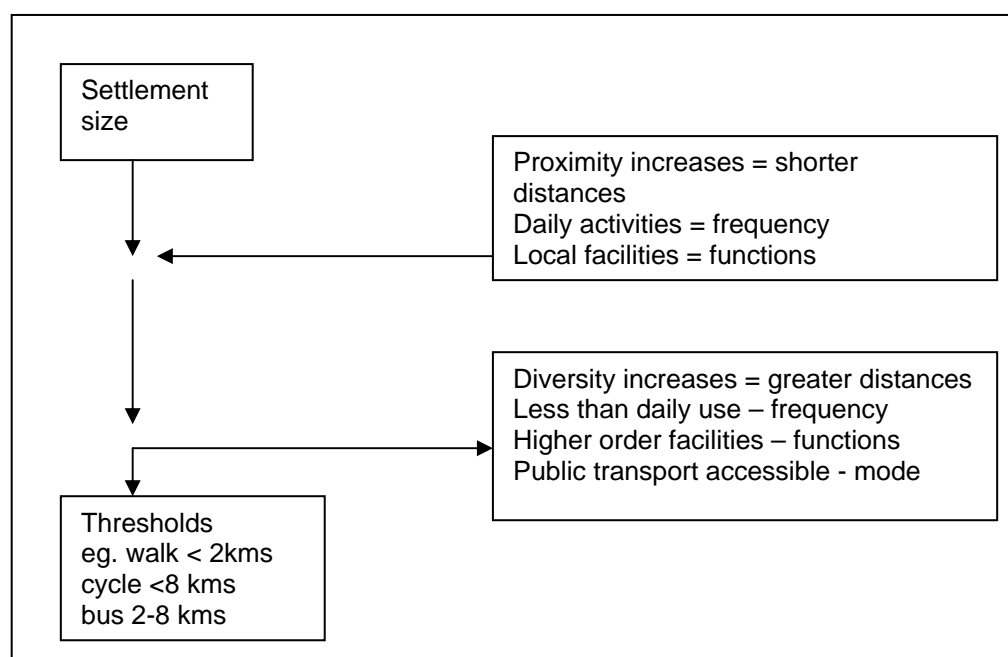 Settlement
size
Proximity increases = shorter
distances
Daily activities = frequency
Local facilities = functions
Diversity increases = greater distances
Less than daily use – frequency
Higher order facilities – functions
Public transport accessible - mode
Thresholds
eg. walk < 2kms
cycle <8 kms
bus 2-8 kms